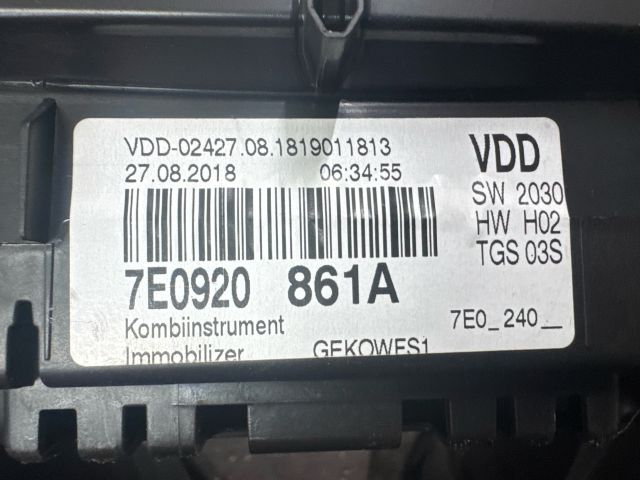 VDD-02427.08.1819011813
27.08.2018 06:34:55
VDD
SW 2030
HW H02
TGS 03S
7E0920 861A
Kombiinstrument
7E0_240__
Immobilizer GEKOWFS1